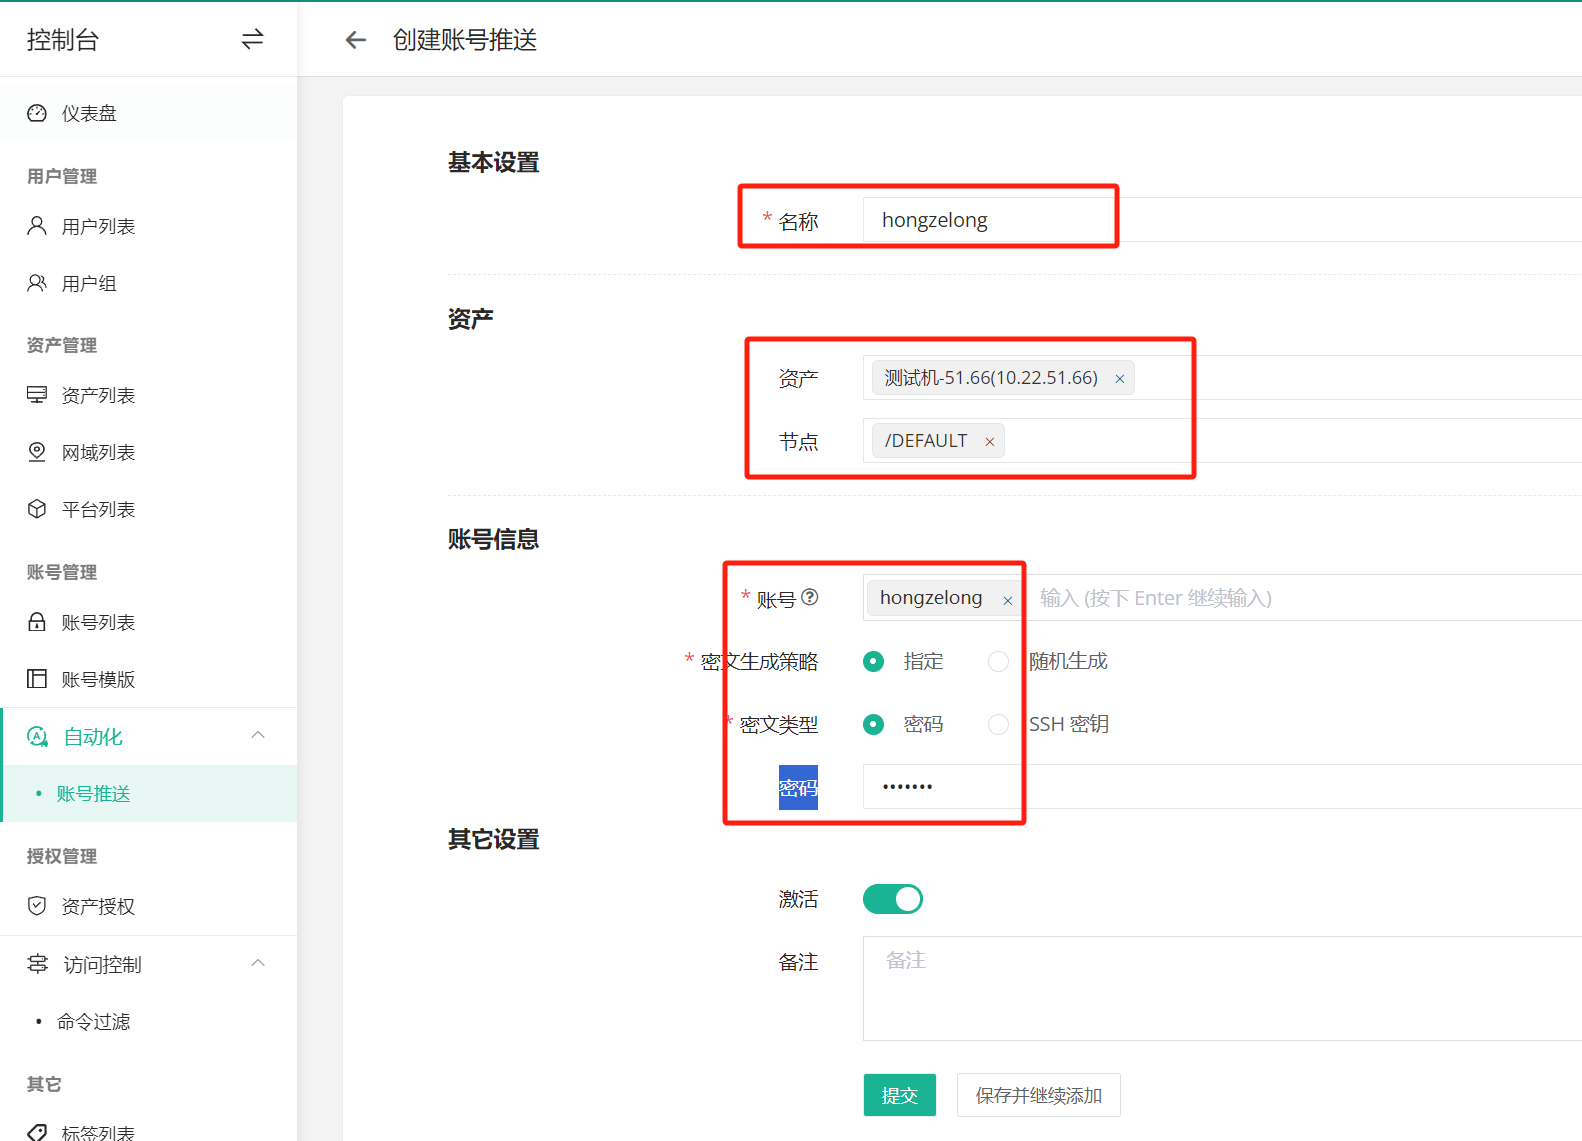 控制台
仪表盘
用户管理
用户列表
用户组
资产管理
资产列表
网域列表
平台列表
账号管理
账号列表
账号模版
自动化
账号推送
授权管理
资产授权
访问控制
命令过滤
其它
标签列表
创建账号推送
基本设置
* 名称 hongzelong
资产
资产 测试机-51.66(10.22.51.66) ×
节点 /DEFAULT ×
账号信息
* 账号 hongzelong × 输入 (按下 Enter 继续输入)
* 密文生成策略 指定 随机生成
* 密文类型 密码 SSH 密钥
密码 •••••••
其它设置
激活
备注 备注
提交 保存并继续添加